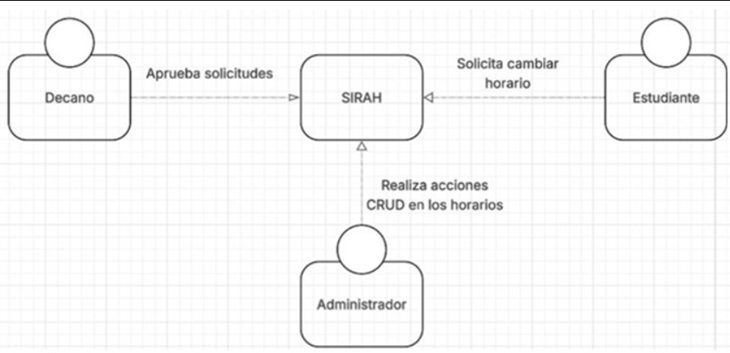 Aprueba solicitudes
Decano
SIRAH
Solicita cambiar
horario
Estudiante
Realiza acciones
CRUD en los horarios
Administrador